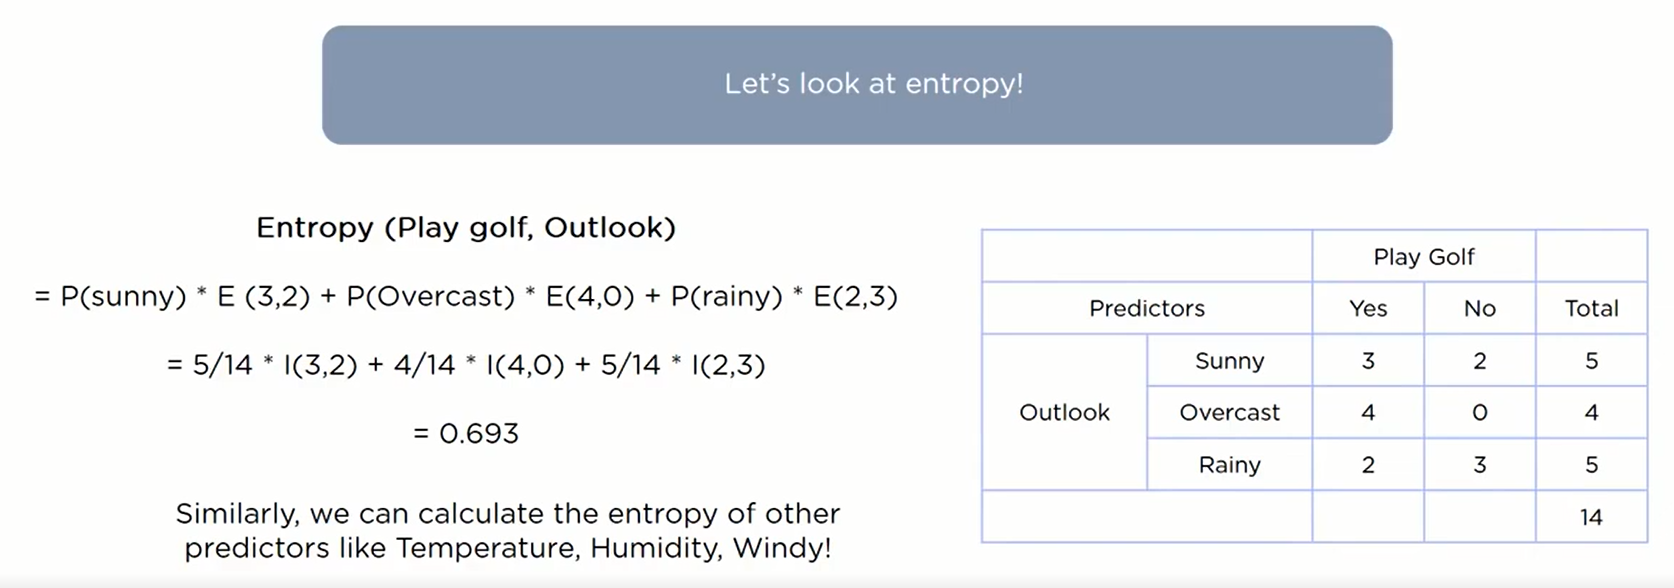 Let's look at entropy!
Entropy (Play golf, Outlook)
= P(sunny) * E (3,2) + P(Overcast) * E(4,0) + P(rainy) * E(2,3)
= 5/14 * I(3,2) + 4/14 * I(4,0) + 5/14 * I(2,3)
= 0.693
Similarly, we can calculate the entropy of other
predictors like Temperature, Humidity, Windy!
Play Golf
Predictors Yes No Total
Sunny 3 2 5
Outlook Overcast 4 0 4
Rainy 2 3 5
14